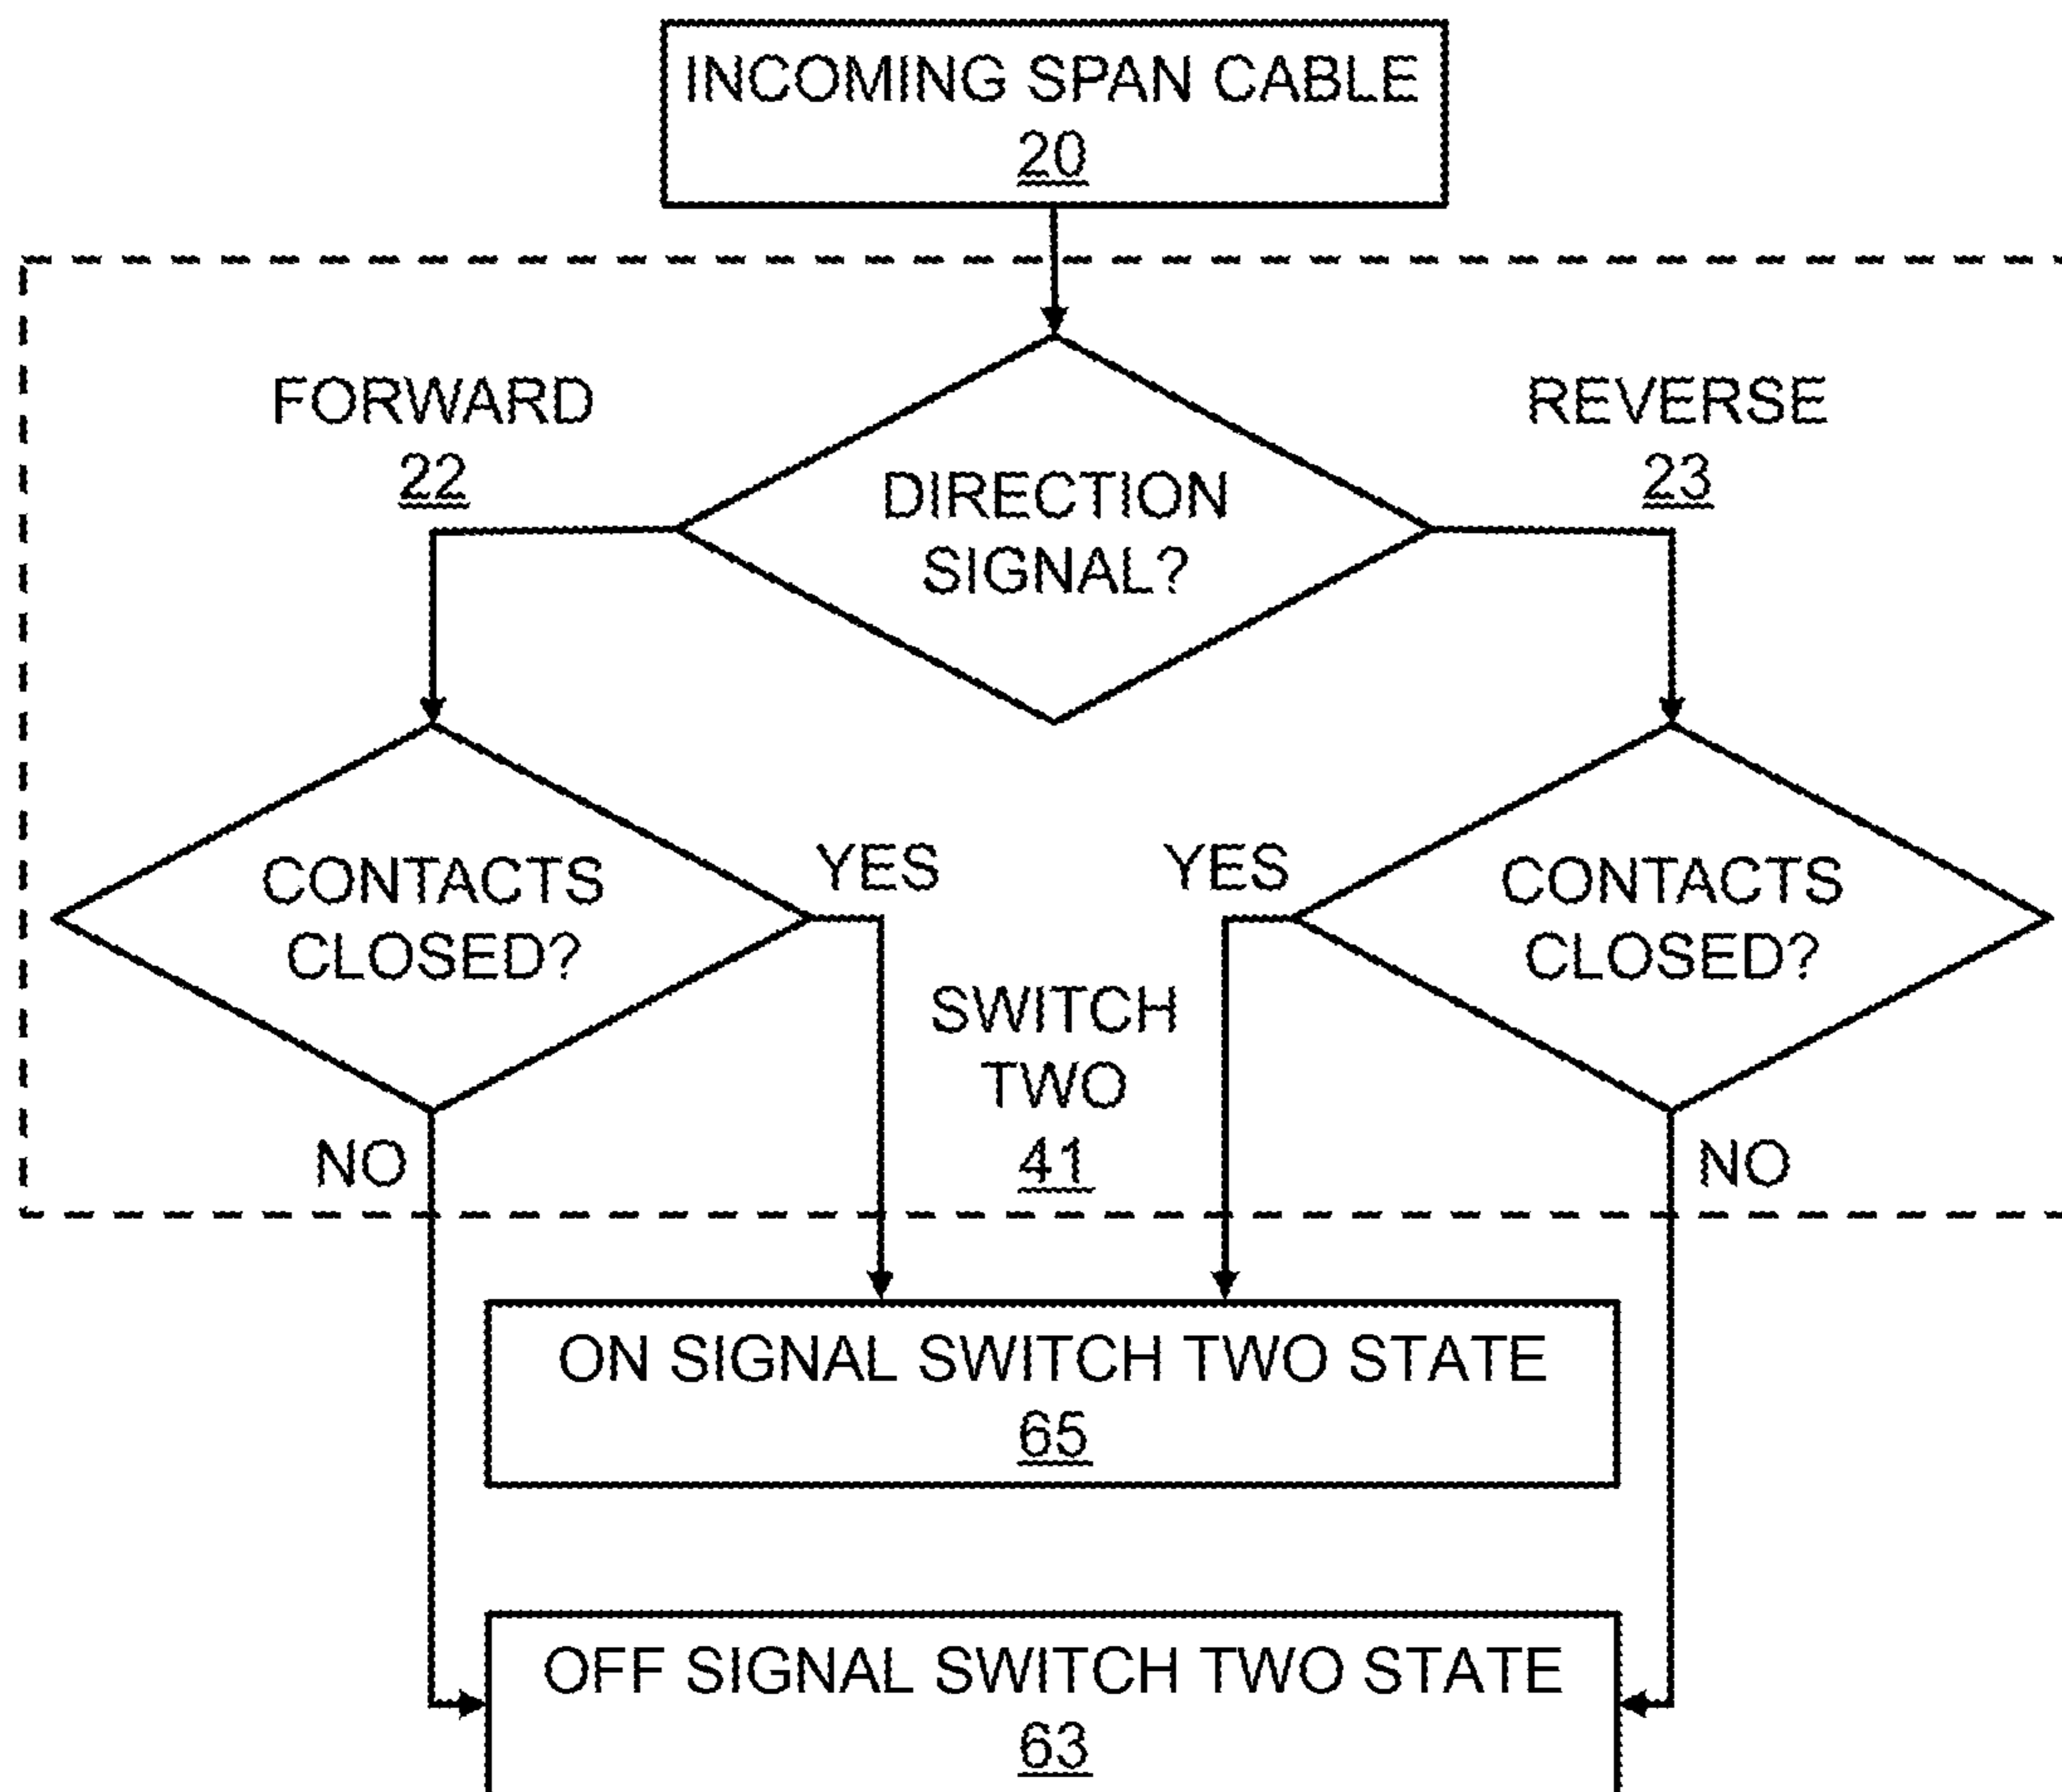 INCOMING SPAN CABLE
20
FORWARD
22
REVERSE
23
DIRECTION
SIGNAL?
CONTACTS
CLOSED?
YES
YES
CONTACTS
CLOSED?
SWITCH
TWO
41
NO
NO
ON SIGNAL SWITCH TWO STATE
65
OFF SIGNAL SWITCH TWO STATE
63